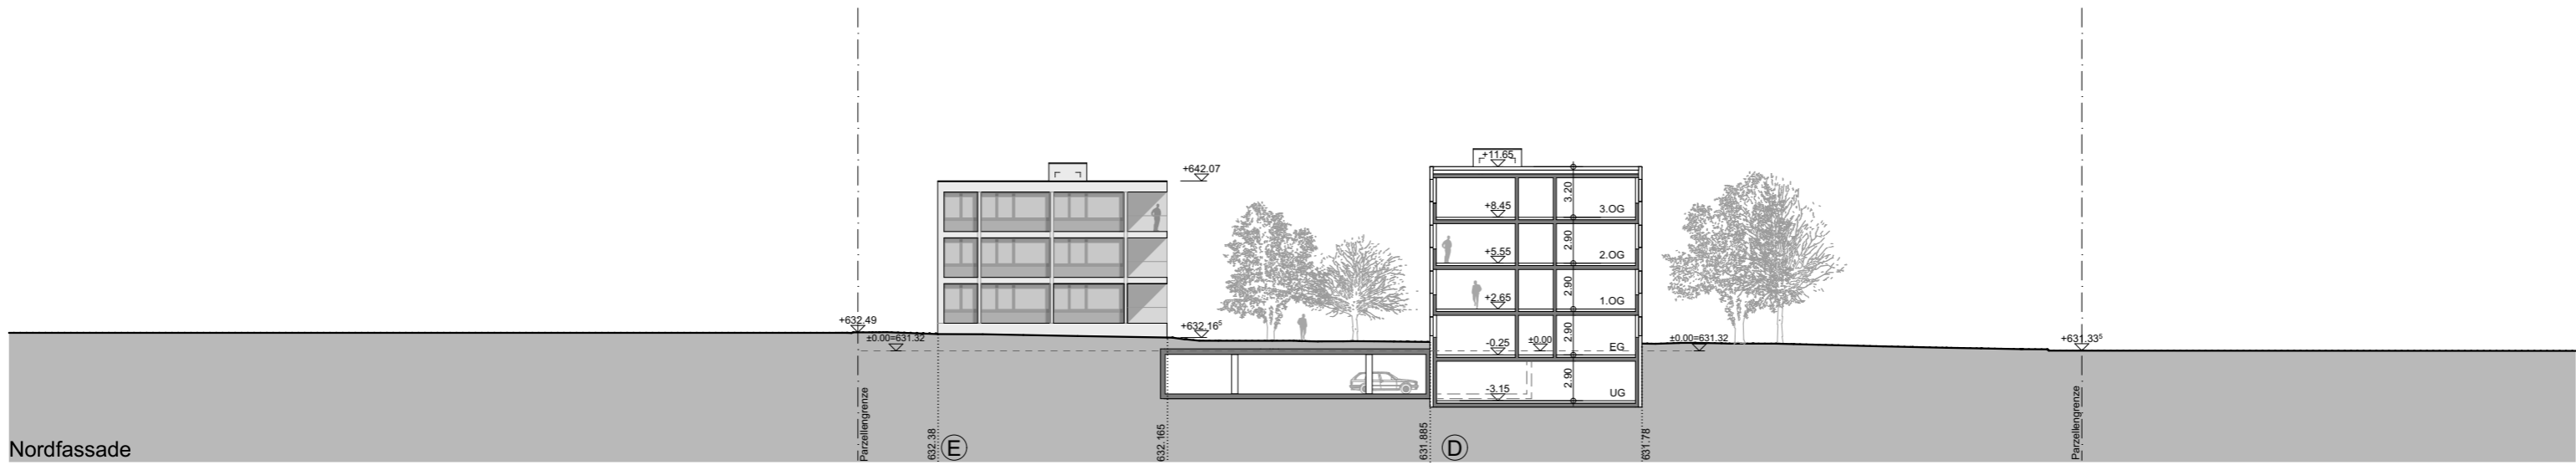 +642.07
+11.65
3.20
+8.45
3.OG
2.90
+5.55
2.OG
2.90
+2.65
1.OG
+632.49
+632.16⁵
±0.00=631.32
2.90
-0.25
±0.00
EG
±0.00=631.32
+631.33⁵
2.90
-3.15
UG
Parzellengrenze
632.38
E
632.165
631.885
D
631.78
Parzellengrenze
Nordfassade